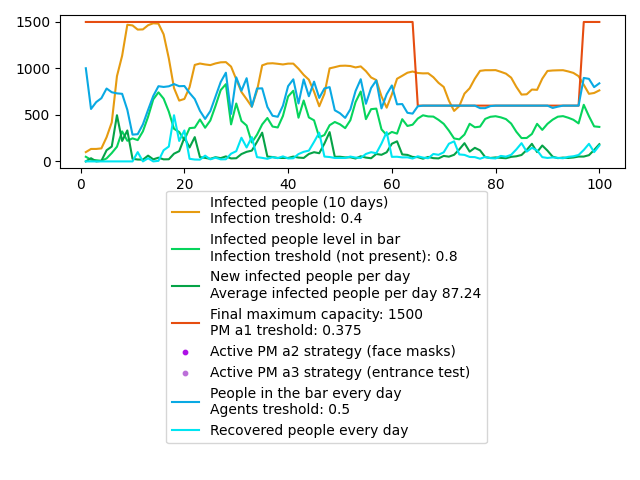 1500
1000
500
0
0
20
40
60
80
100
Infected people (10 days)
Infection treshold: 0.4
Infected people level in bar
Infection treshold (not present): 0.8
New infected people per day
Average infected people per day 87.24
Final maximum capacity: 1500
PM a1 treshold: 0.375
Active PM a2 strategy (face masks)
Active PM a3 strategy (entrance test)
People in the bar every day
Agents treshold: 0.5
Recovered people every day